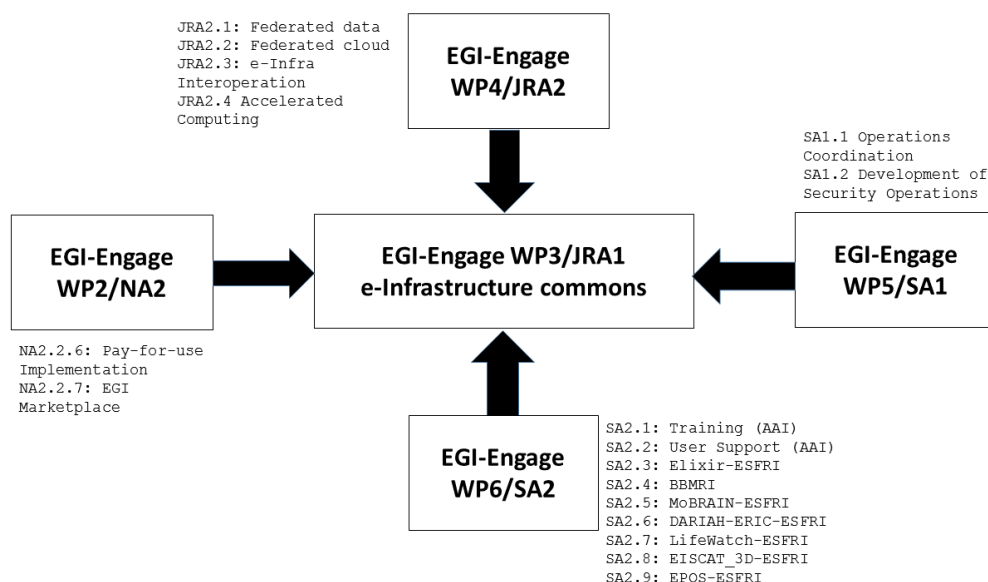 JRA2.1: Federated data
JRA2.2: Federated cloud
JRA2.3: e-Infra
Interoperation
JRA2.4 Accelerated
Computing
EGI-Engage
WP4/JRA2
SA1.1 Operations
Coordination
SA1.2 Development of
Security Operations
EGI-Engage
WP2/NA2
EGI-Engage WP3/JRA1
e-Infrastructure commons
EGI-Engage
WP5/SA1
NA2.2.6: Pay-for-use
Implementation
NA2.2.7: EGI
Marketplace
EGI-Engage
WP6/SA2
SA2.1: Training (AAI)
SA2.2: User Support (AAI)
SA2.3: Elixir-ESFRI
SA2.4: BBMRI
SA2.5: MoBRAIN-ESFRI
SA2.6: DARIAH-ERIC-ESFRI
SA2.7: LifeWatch-ESFRI
SA2.8: EISCAT_3D-ESFRI
SA2.9: EPOS-ESFRI